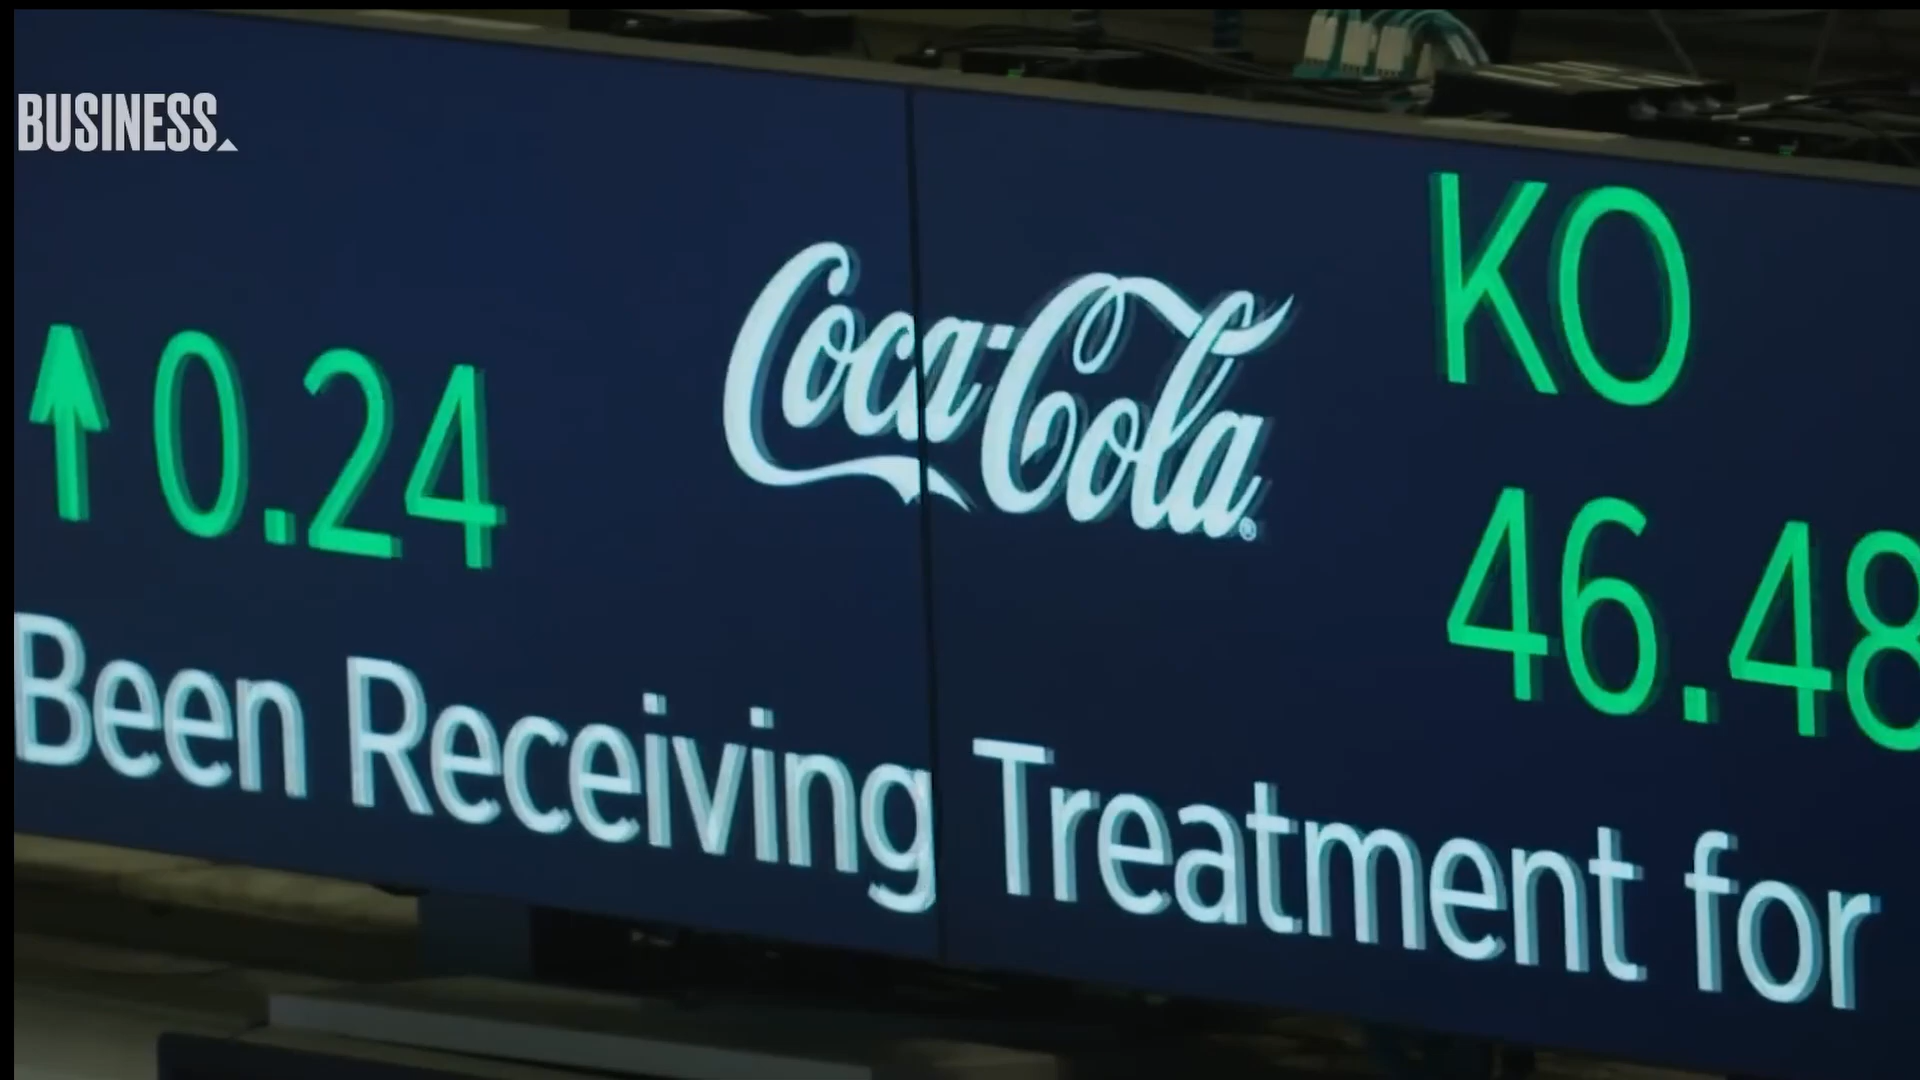 BUSINESS.
KO
↑0.24
Coca-Cola®
46.48
Been Receiving Treatment for